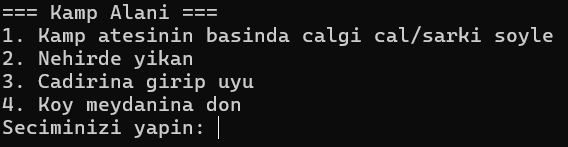 === Kamp Alani ===
1. Kamp atesinin basinda calgi cal/sarki soyle
2. Nehirde yikan
3. Cadirina girip uyu
4. Koy meydanina don
Seciminizi yapin: